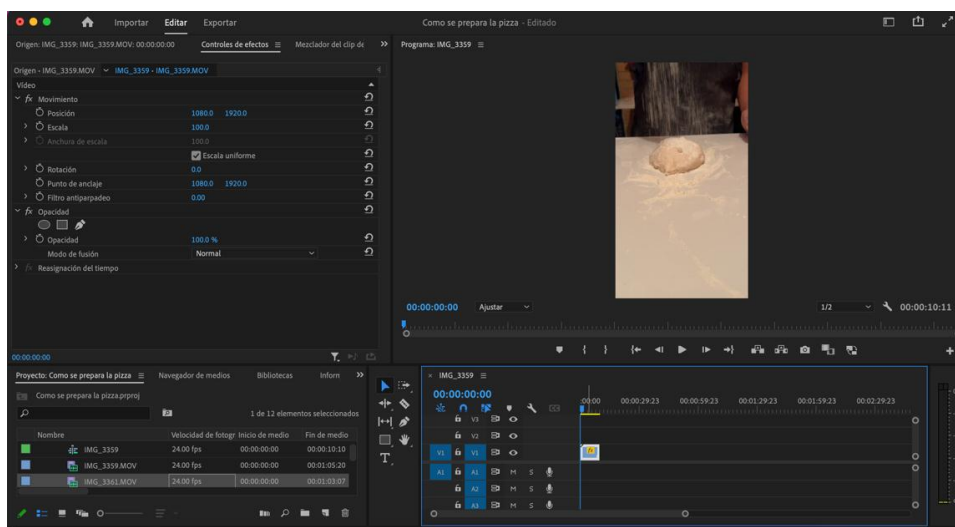 Importar Editar Exportar
Como se prepara la pizza - Editado
Origen: IMG_3359: IMG_3359.MOV: 00:00:00:00 Controles de efectos Mezclador del clip de
Origen • IMG_3359.MOV IMG_3359 • IMG_3359.MOV
Vídeo
fx Movimiento
Posición 1080.0 1920.0
Escala 100.0
Anchura de escala 100.0
Escala uniforme
Rotación 0.0
Punto de anclaje 1080.0 1920.0
Filtro antiparpadeo 0.00
fx Opacidad
Opacidad 100.0 %
Modo de fusión Normal
fx Reasignación del tiempo
00:00:00:00
Programa: IMG_3359
00:00:00:00 Ajustar 1/2 00:00:10:11
Proyecto: Como se prepara la pizza Navegador de medios Bibliotecas Inform
Como se prepara la pizza.prproj
1 de 12 elementos seleccionados
Nombre Velocidad de fotogr Inicio de medio Fin de medio
IMG_3359 24.00 fps 00:00:00:00 00:00:10:10
IMG_3359.MOV 24.00 fps 00:00:00:00 00:01:05:20
IMG_3361.MOV 24.00 fps 00:00:00:00 00:01:03:07
T
IMG_3359
00:00:00:00
:00:00 00:00:29:23 00:00:59:23 00:01:29:23 00:01:59:23 00:02:29:23
V3
V2
V1 V1 fx
A1 A1 M S
A2 M S
A3 M S